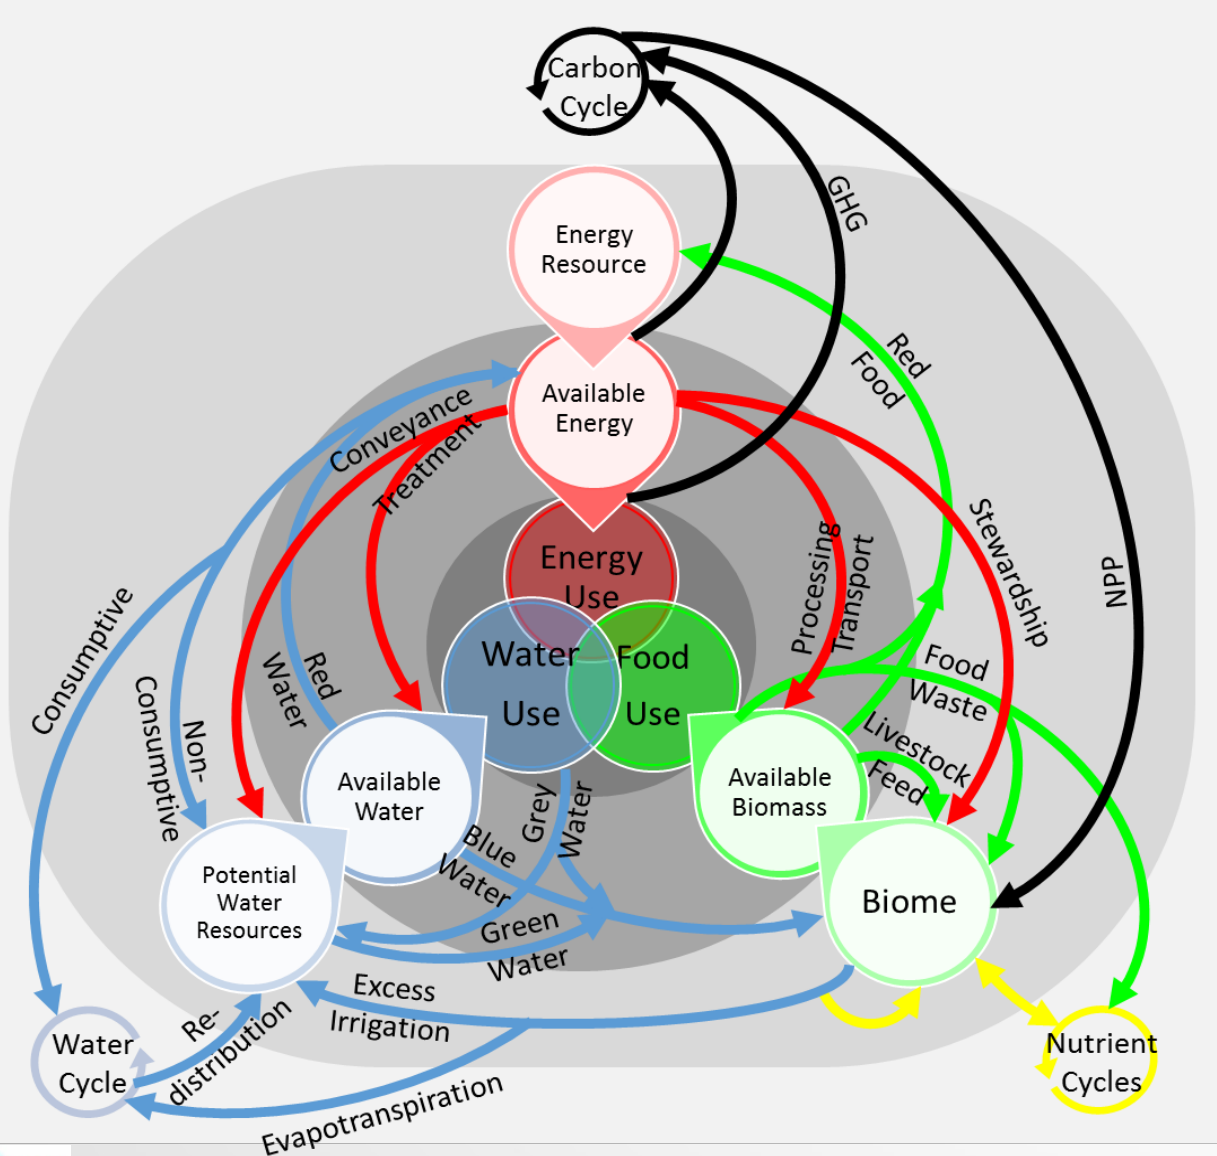 Carbon
Cycle
GHG
Energy
Resource
Red
Food
Available
Energy
Conveyance
Treatment
Stewardship
Processing
Transport
NPP
Energy
Use
Consumptive
Non-
Consumptive
Red
Water
Water
Use
Food
Use
Food
Waste
Livestock
Feed
Available
Water
Available
Biomass
Grey
Water
Blue
Water
Potential
Water
Resources
Biome
Green
Water
Excess
Irrigation
Re-
distribution
Water
Cycle
Nutrient
Cycles
Evapotranspiration